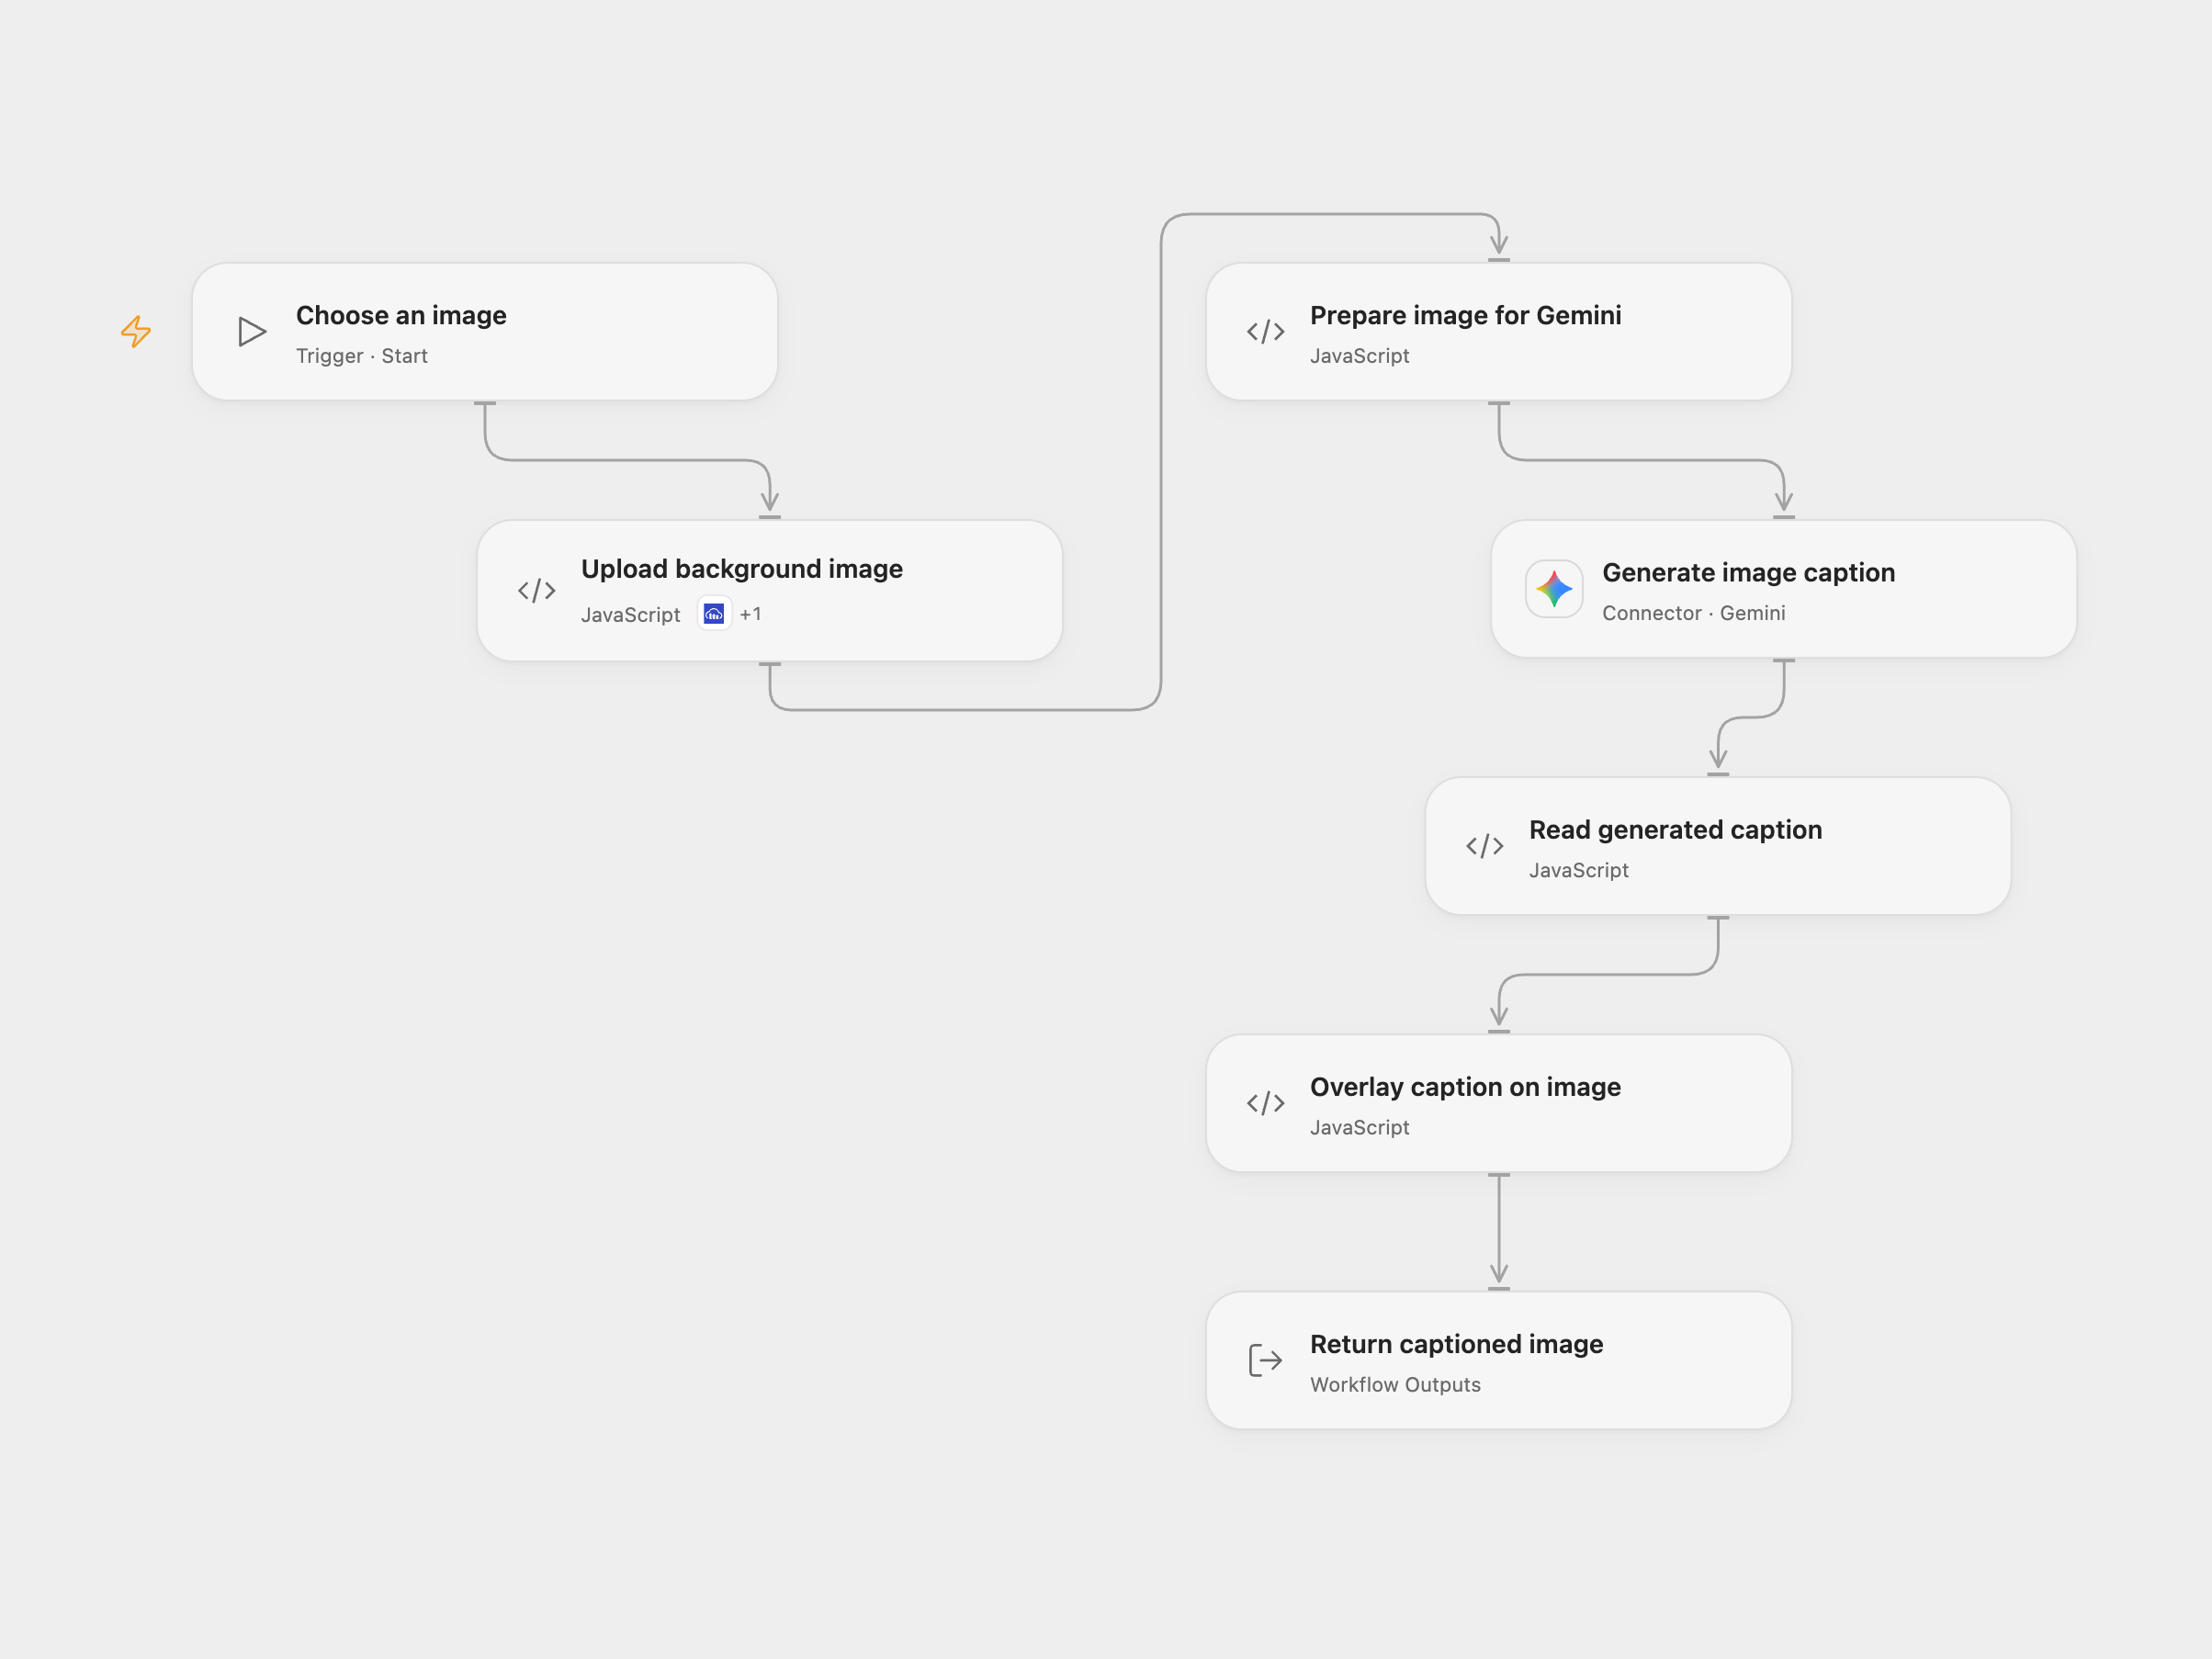 Choose an image
Trigger · Start
Upload background image
JavaScript +1
Prepare image for Gemini
JavaScript
Generate image caption
Connector · Gemini
Read generated caption
JavaScript
Overlay caption on image
JavaScript
Return captioned image
Workflow Outputs